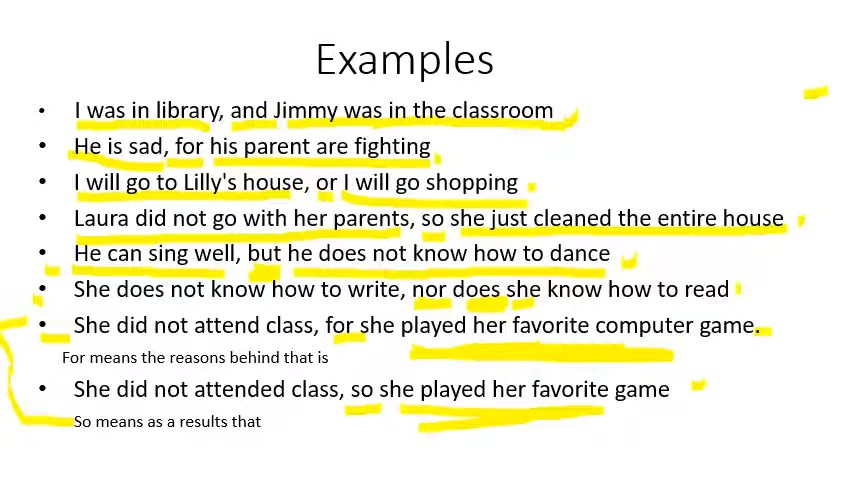 Examples
• I was in library, and Jimmy was in the classroom
• He is sad, for his parent are fighting
• I will go to Lilly's house, or I will go shopping
• Laura did not go with her parents, so she just cleaned the entire house
• He can sing well, but he does not know how to dance
• She does not know how to write, nor does she know how to read
• She did not attend class, for she played her favorite computer game.
For means the reasons behind that is
• She did not attended class, so she played her favorite game
So means as a results that